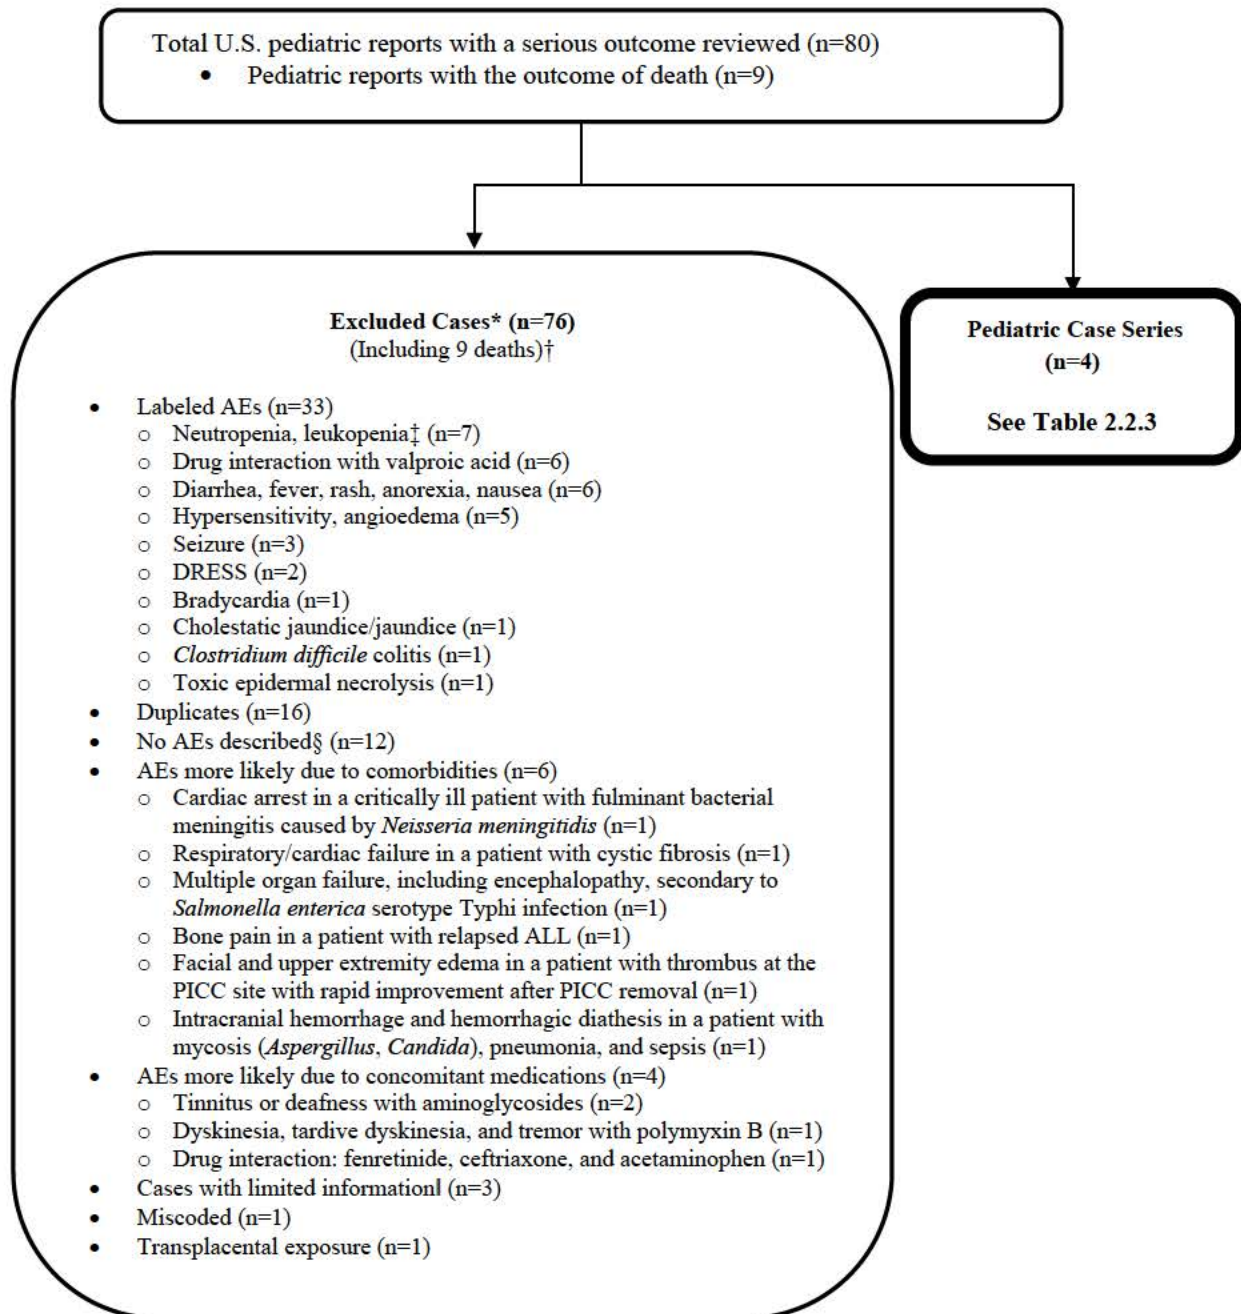 Total U.S. pediatric reports with a serious outcome reviewed (n=80)
• Pediatric reports with the outcome of death (n=9)
Excluded Cases* (n=76)
(Including 9 deaths)†
• Labeled AEs (n=33)
o Neutropenia, leukopenia‡ (n=7)
o Drug interaction with valproic acid (n=6)
o Diarrhea, fever, rash, anorexia, nausea (n=6)
o Hypersensitivity, angioedema (n=5)
o Seizure (n=3)
o DRESS (n=2)
o Bradycardia (n=1)
o Cholestatic jaundice/jaundice (n=1)
o Clostridium difficile colitis (n=1)
o Toxic epidermal necrolysis (n=1)
• Duplicates (n=16)
• No AEs described§ (n=12)
• AEs more likely due to comorbidities (n=6)
o Cardiac arrest in a critically ill patient with fulminant bacterial
meningitis caused by Neisseria meningitidis (n=1)
o Respiratory/cardiac failure in a patient with cystic fibrosis (n=1)
o Multiple organ failure, including encephalopathy, secondary to
Salmonella enterica serotype Typhi infection (n=1)
o Bone pain in a patient with relapsed ALL (n=1)
o Facial and upper extremity edema in a patient with thrombus at the
PICC site with rapid improvement after PICC removal (n=1)
o Intracranial hemorrhage and hemorrhagic diathesis in a patient with
mycosis (Aspergillus, Candida), pneumonia, and sepsis (n=1)
• AEs more likely due to concomitant medications (n=4)
o Tinnitus or deafness with aminoglycosides (n=2)
o Dyskinesia, tardive dyskinesia, and tremor with polymyxin B (n=1)
o Drug interaction: fenretinide, ceftriaxone, and acetaminophen (n=1)
• Cases with limited information‖ (n=3)
• Miscoded (n=1)
• Transplacental exposure (n=1)
Pediatric Case Series
(n=4)
See Table 2.2.3